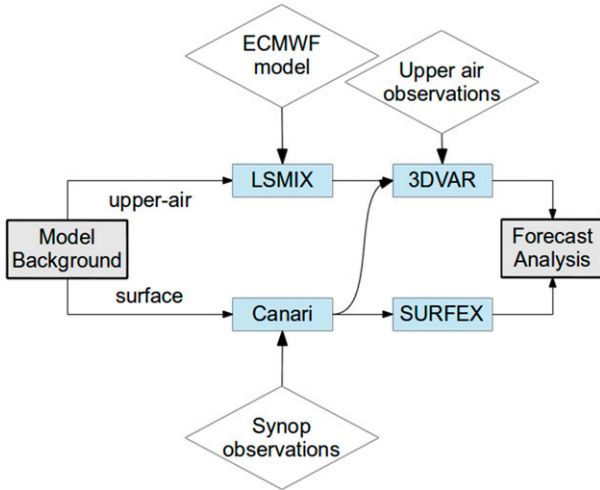 ECMWF
model
Upper air
observations
LSMIX
3DVAR
upper-air
Model
Background
Forecast
Analysis
surface
Canari
SURFEX
Synop
observations